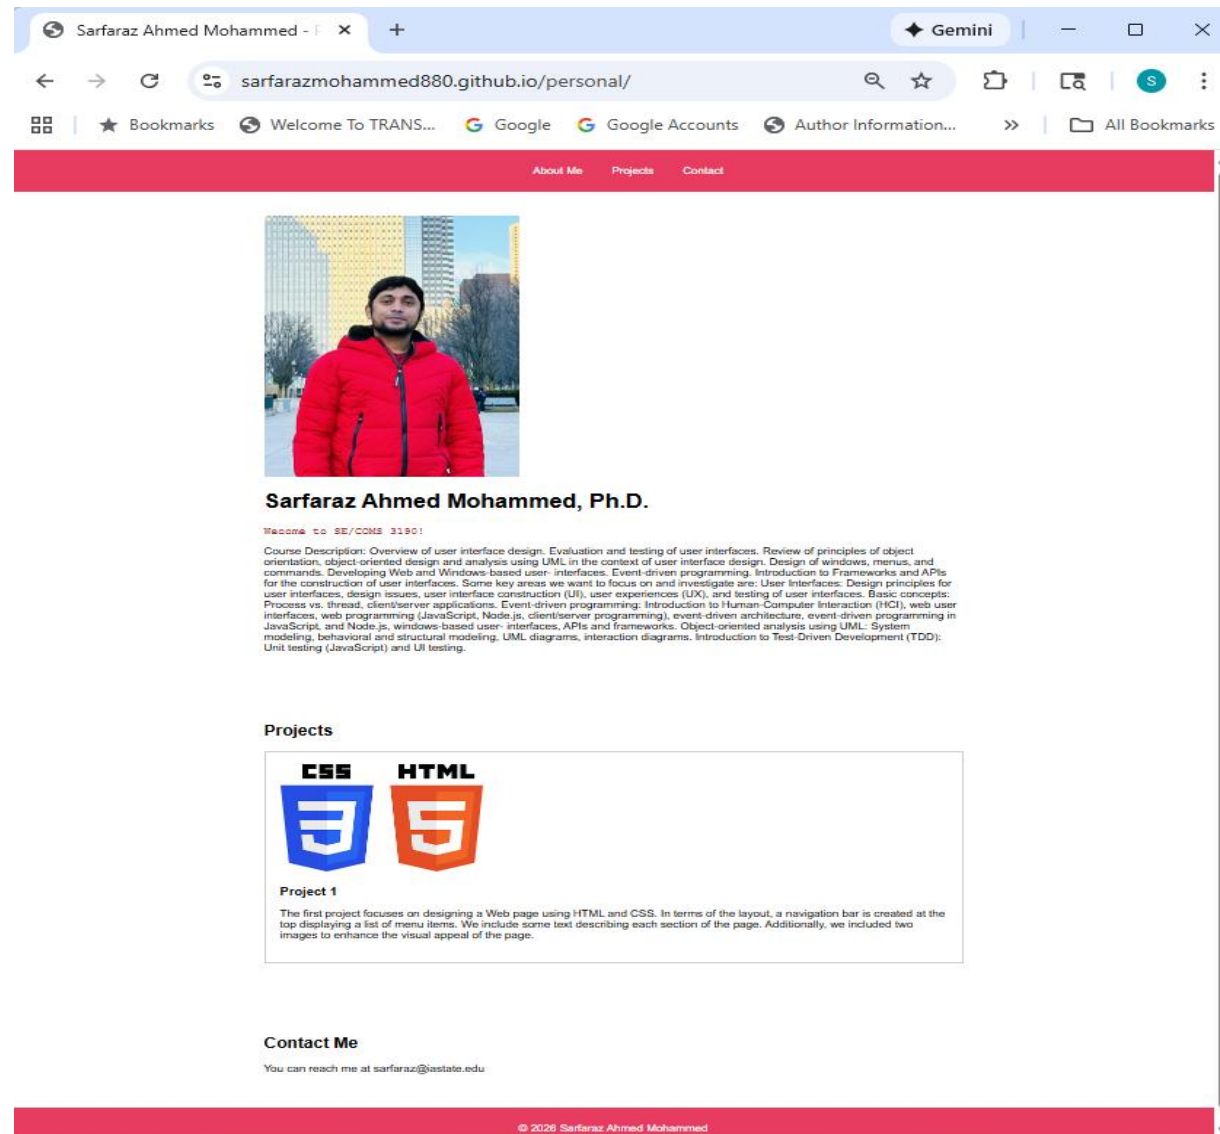 Sarfaraz Ahmed Mohammed - P
Gemini
sarfarazmohammed880.github.io/personal/
S
Bookmarks
Welcome To TRANS...
Google
Google Accounts
Author Information...
All Bookmarks
About Me Projects Contact
Sarfaraz Ahmed Mohammed, Ph.D.
Wecome to SE/COMS 3190!
Course Description: Overview of user interface design. Evaluation and testing of user interfaces. Review of principles of object
orientation, object-oriented design and analysis using UML in the context of user interface design. Design of windows, menus, and
commands. Developing Web and Windows-based user- interfaces. Event-driven programming. Introduction to Frameworks and APIs
for the construction of user interfaces. Some key areas we want to focus on and investigate are: User Interfaces: Design principles for
user interfaces, design issues, user interface construction (UI), user experiences (UX), and testing of user interfaces. Basic concepts:
Process vs. thread, client/server applications. Event-driven programming: Introduction to Human-Computer Interaction (HCI), web user
interfaces, web programming (JavaScript, Node.js, client/server programming), event-driven architecture, event-driven programming in
JavaScript, and Node.js, windows-based user- interfaces, APIs and frameworks. Object-oriented analysis using UML: System
modeling, behavioral and structural modeling, UML diagrams, interaction diagrams. Introduction to Test-Driven Development (TDD):
Unit testing (JavaScript) and UI testing.
Projects
CSS HTML
3 5
Project 1
The first project focuses on designing a Web page using HTML and CSS. In terms of the layout, a navigation bar is created at the
top displaying a list of menu items. We include some text describing each section of the page. Additionally, we included two
images to enhance the visual appeal of the page.
Contact Me
You can reach me at sarfaraz@iastate.edu
© 2026 Sarfaraz Ahmed Mohammed